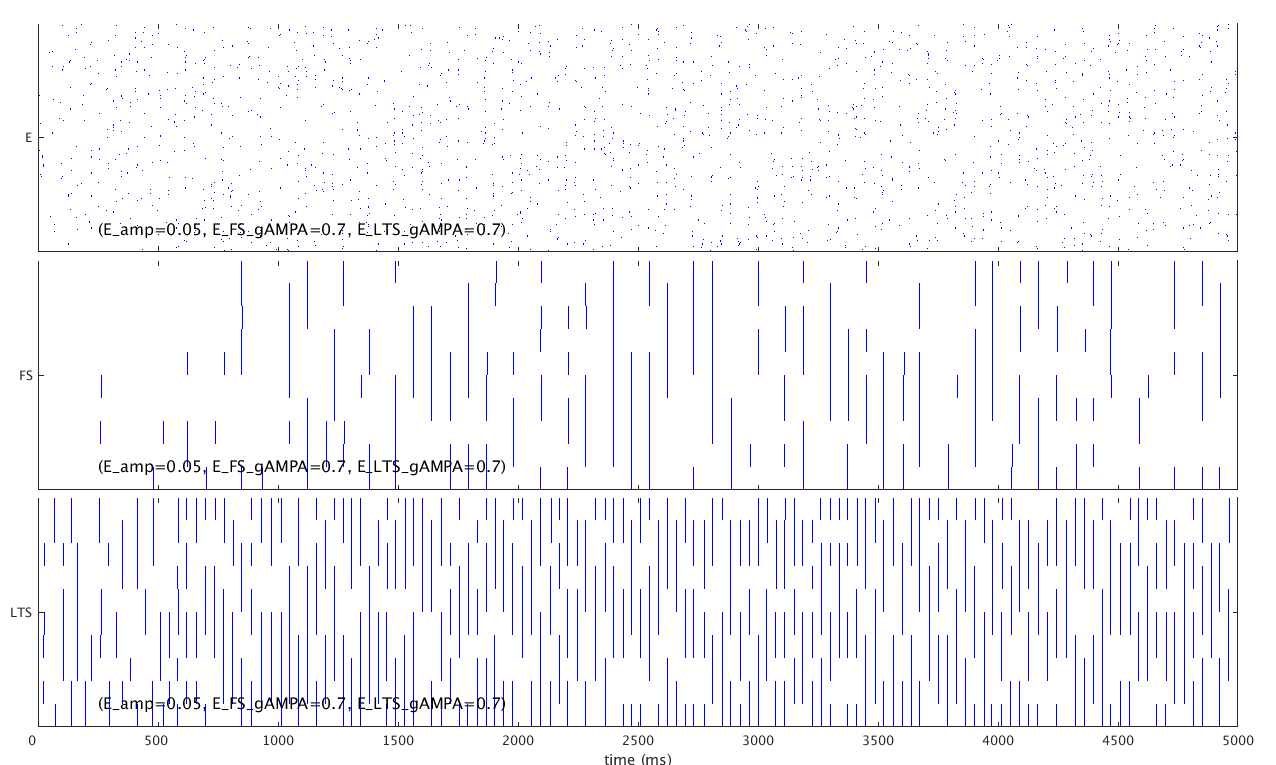 E
(E_amp=0.05, E_FS_gAMPA=0.7, E_LTS_gAMPA=0.7)
FS
(E_amp=0.05, E_FS_gAMPA=0.7, E_LTS_gAMPA=0.7)
LTS
(E_amp=0.05, E_FS_gAMPA=0.7, E_LTS_gAMPA=0.7)
0 500 1000 1500 2000 2500 3000 3500 4000 4500 5000
time (ms)